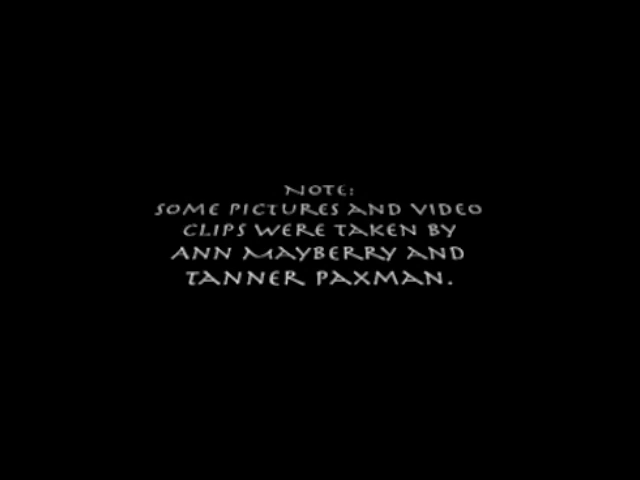 NOTE:
SOME PICTURES AND VIDEO
CLIPS WERE TAKEN BY
ANN MAYBERRY AND
TANNER PAXMAN.